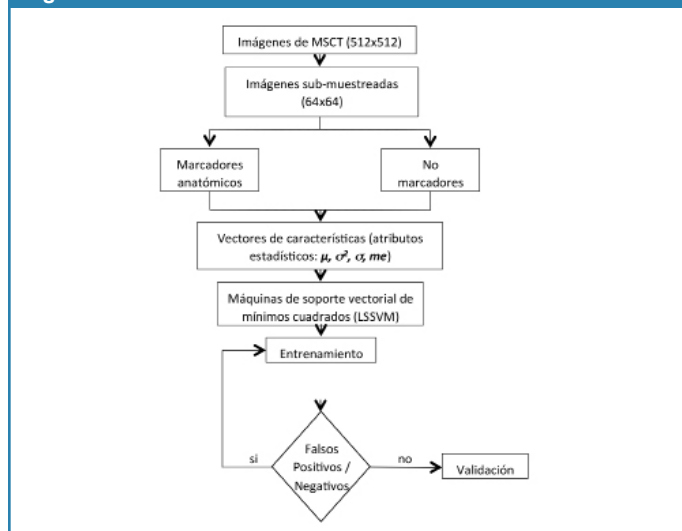 Imágenes de MSCT (512x512)
Imágenes sub-muestreadas
(64x64)
Marcadores
anatómicos
No
marcadores
Vectores de características (atributos
estadísticos: μ, σ², σ, me)
Máquinas de soporte vectorial de
mínimos cuadrados (LSSVM)
Entrenamiento
Falsos
Positivos /
Negativos
si
no
Validación